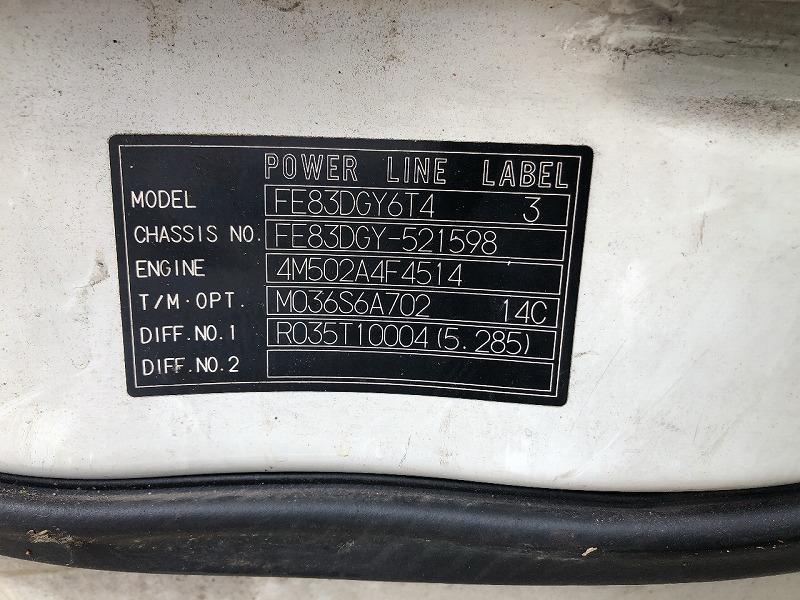 POWER LINE LABEL
MODEL FE83DGY6T4 3
CHASSIS NO. FE83DGY-521598
ENGINE 4M502A4F4514
T/M·OPT. M036S6A702 14C
DIFF.NO.1 R035T10004(5.285)
DIFF.NO.2